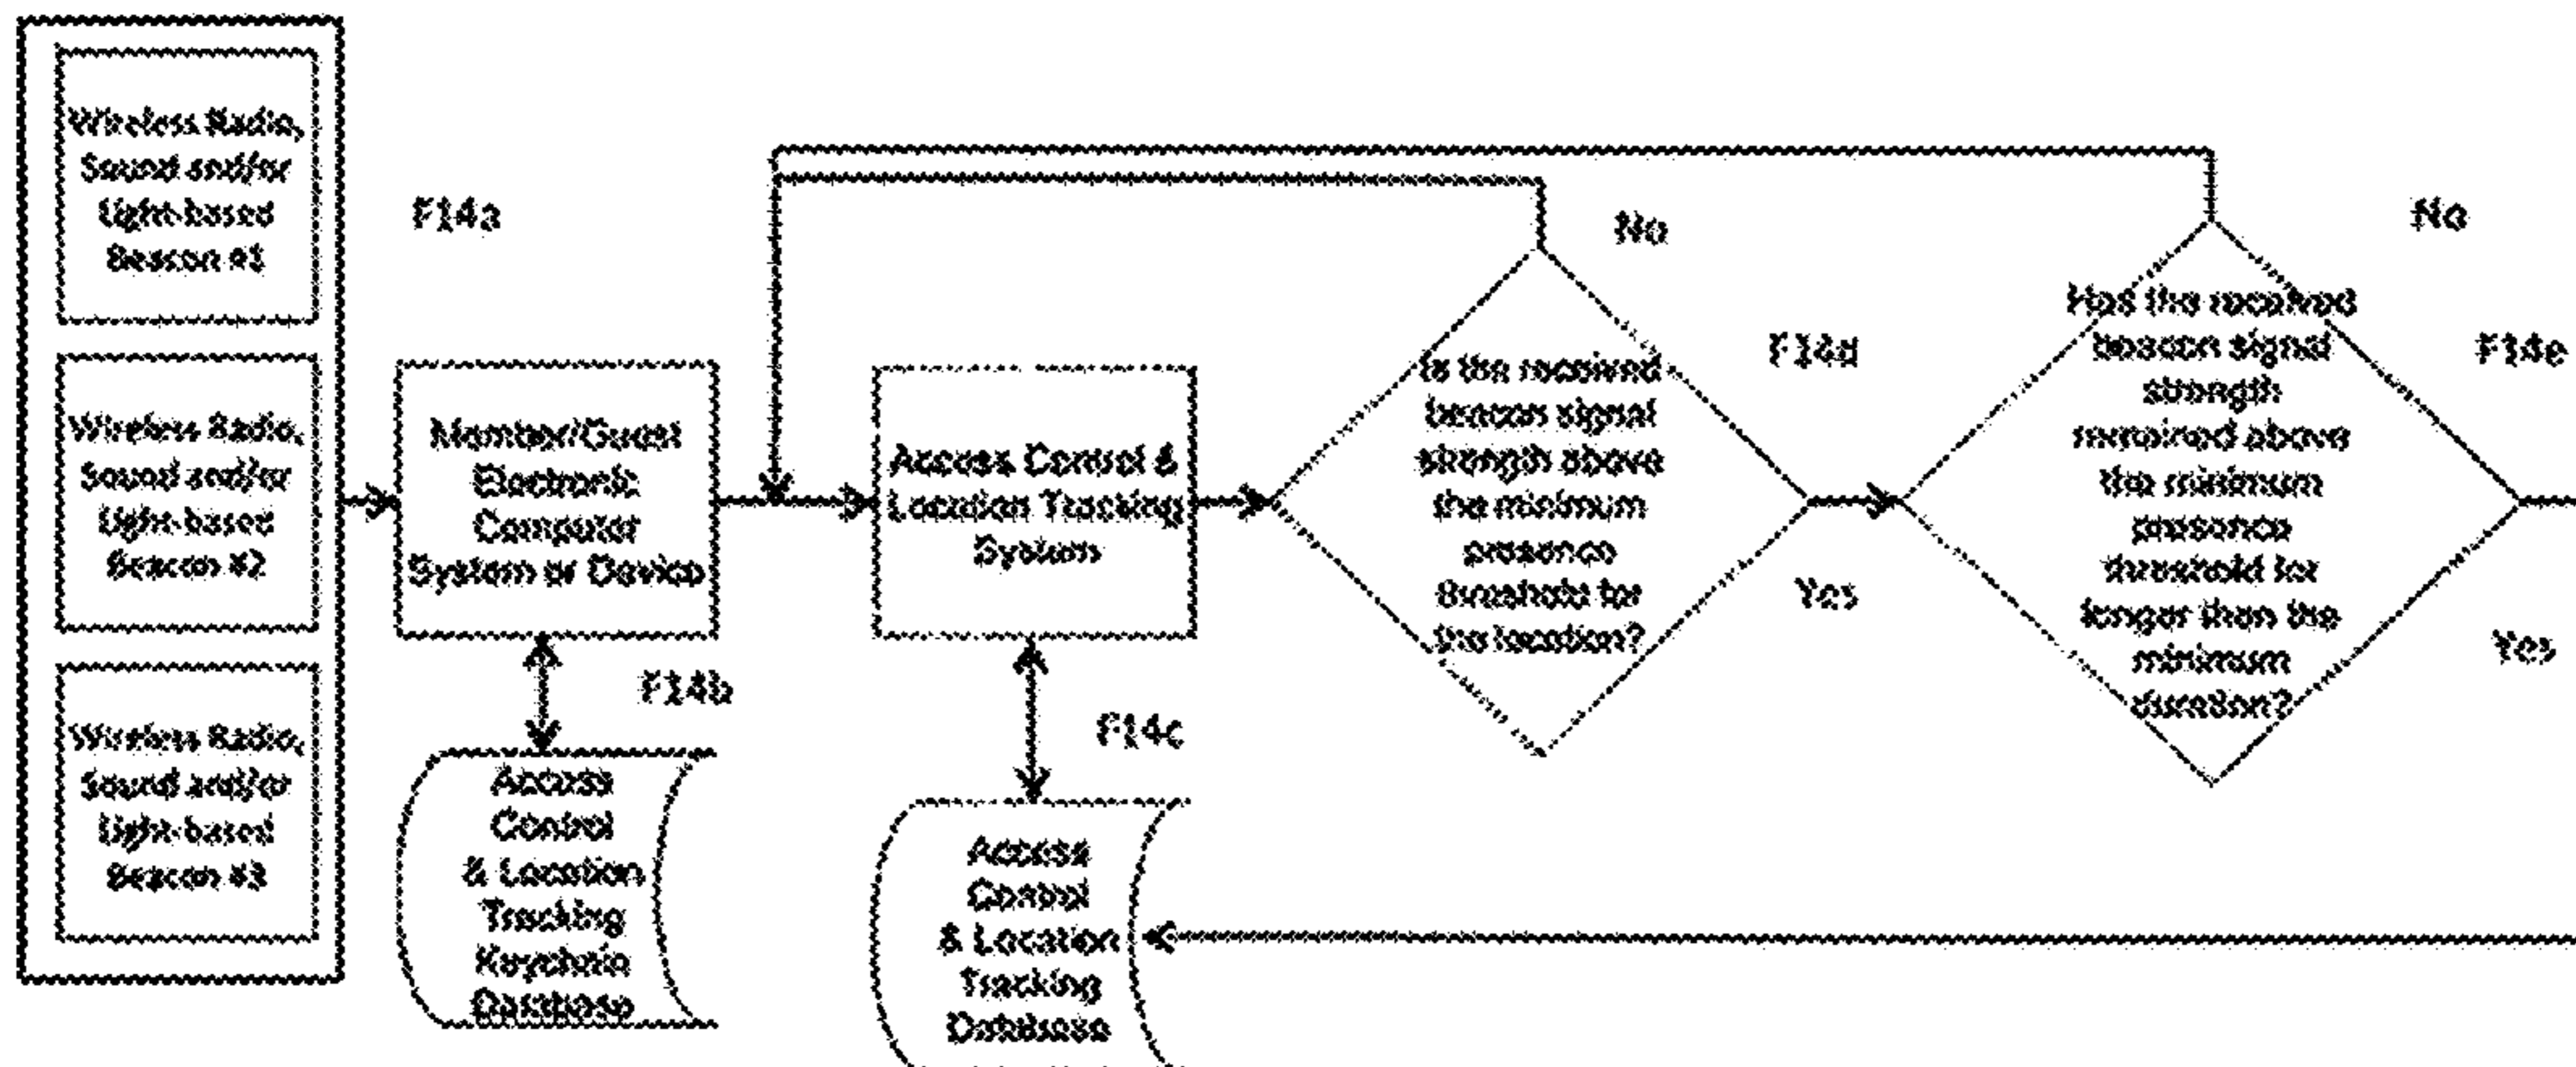 Wireless Radio,
Sound and/or
Light-based
Beacon #1
Wireless Radio,
Sound and/or
Light-based
Beacon #2
Wireless Radio,
Sound and/or
Light-based
Beacon #3
F14a
Member/Guest
Electronic
Computer
System or Device
F14b
Access
Control
& Location
Tracking
Keychain
Database
Access Control &
Location Tracking
System
F14c
Access
Control
& Location
Tracking
Database
No
F14d
Is the received
beacon signal
strength above
the minimum
presence
threshold for
the location?
Yes
No
F14e
Has the received
beacon signal
strength
remained above
the minimum
presence
threshold for
longer than the
minimum
duration?
Yes